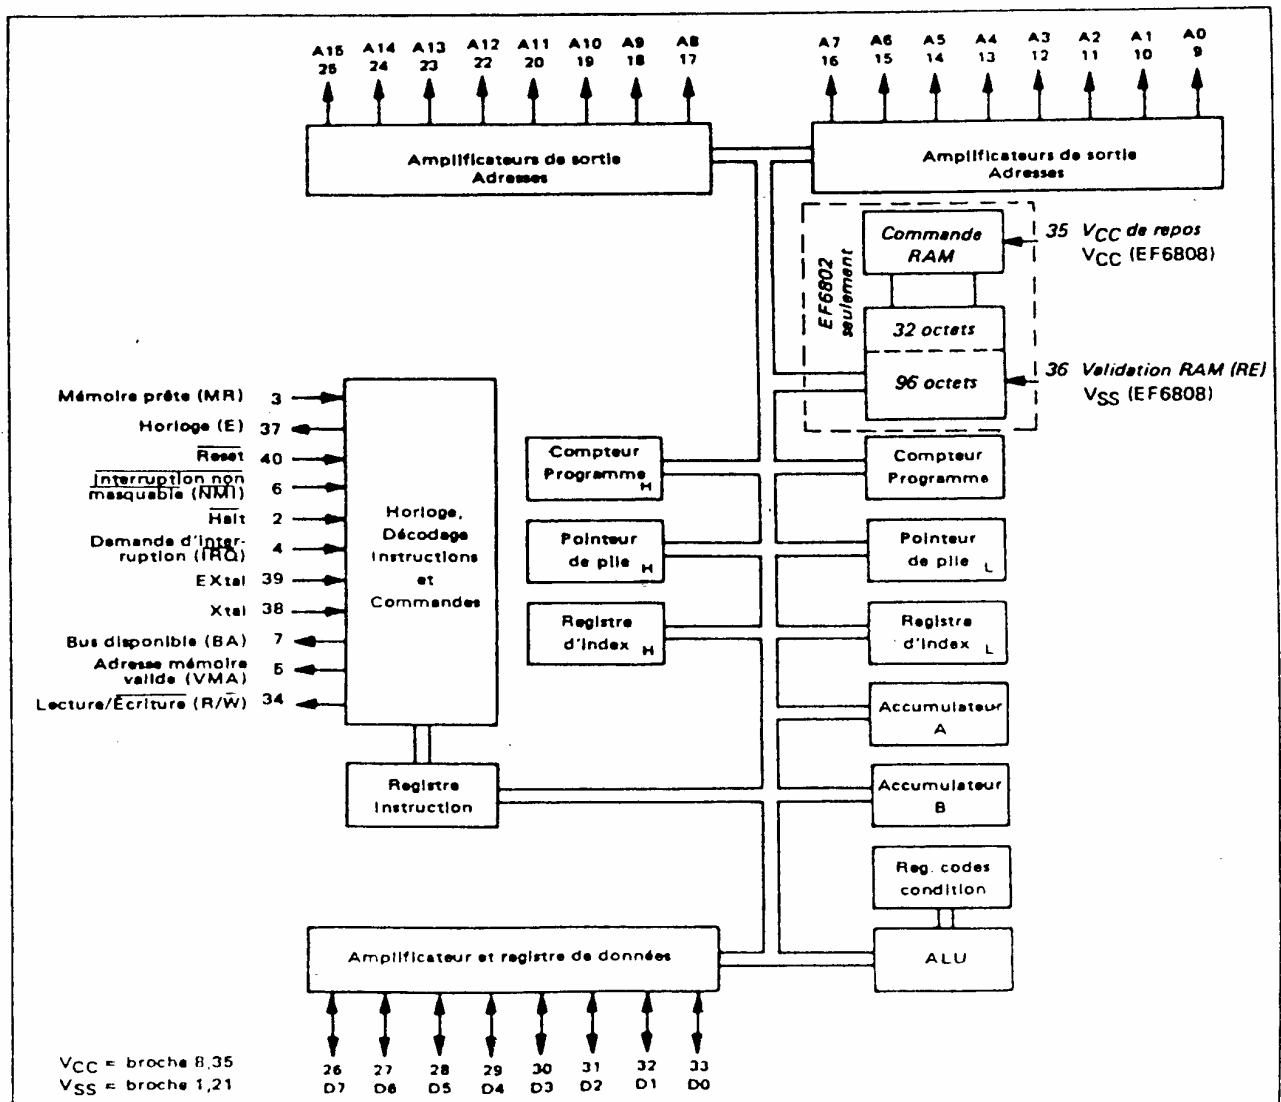 A15 A14 A13 A12 A11 A10 A9 A8
25 24 23 22 20 19 18 17
A7 A6 A5 A4 A3 A2 A1 A0
16 15 14 13 12 11 10 9
Amplificateurs de sortie
Adresses
Amplificateurs de sortie
Adresses
EF6802
seulement
Commande
RAM
35 VCC de repos
VCC (EF6808)
32 octets
96 octets
36 Validation RAM (RE)
VSS (EF6808)
Mémoire prête (MR) 3
Horloge (E) 37
Reset 40
Interruption non
masquable (NMI) 6
Halt 2
Demande d'inter-
ruption (IRQ) 4
EXtal 39
Xtal 38
Bus disponible (BA) 7
Adresse mémoire
valide (VMA) 5
Lecture/Écriture (R/W) 34
Horloge,
Décodage
Instructions
et
Commandes
Registre
Instruction
Compteur
Programme H
Pointeur
de pile H
Registre
d'index H
Compteur
Programme
Pointeur
de pile L
Registre
d'index L
Accumulateur
A
Accumulateur
B
Reg. codes
condition
ALU
Amplificateur et registre de données
26 27 28 29 30 31 32 33
D7 D6 D5 D4 D3 D2 D1 D0
VCC = broche 8,35
VSS = broche 1,21